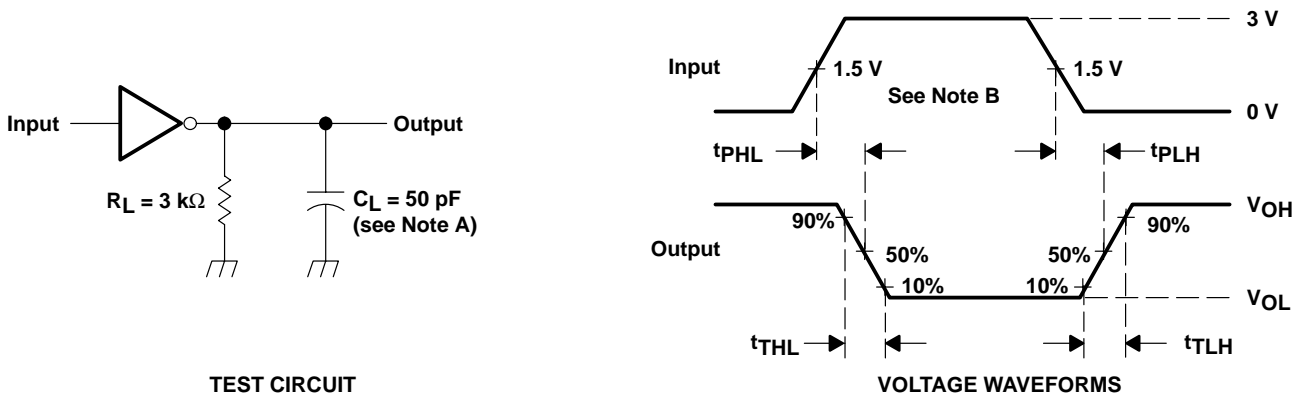 Input
Output
RL = 3 kΩ
CL = 50 pF
(see Note A)
TEST CIRCUIT
3 V
Input
1.5 V
1.5 V
See Note B
0 V
tPHL
tPLH
VOH
90%
90%
Output
50%
50%
10%
10%
VOL
tTHL
tTLH
VOLTAGE WAVEFORMS